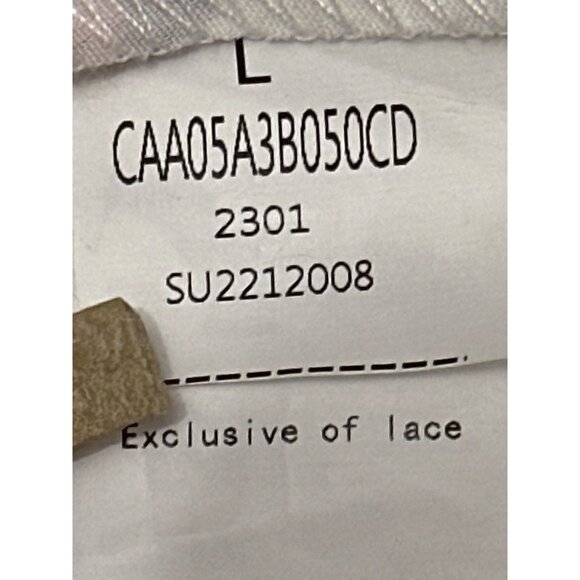 L
CAA05A3B050CD
2301
SU2212008
Exclusive of lace